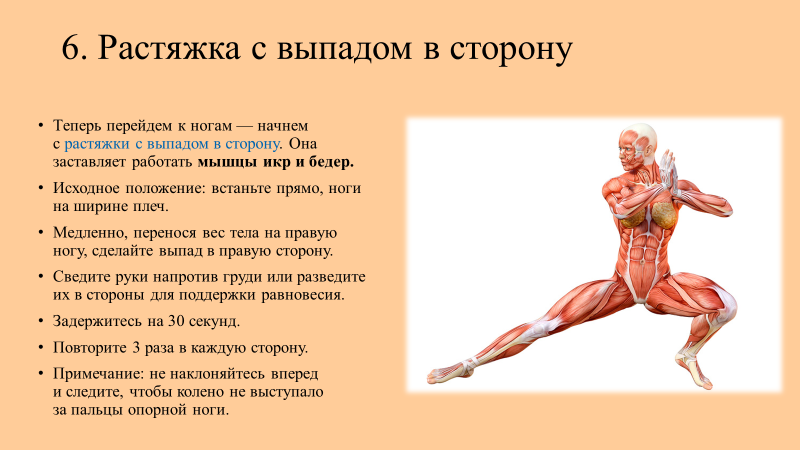 6. Растяжка с выпадом в сторону
• Теперь перейдем к ногам — начнем
с растяжки с выпадом в сторону. Она
заставляет работать мышцы икр и бедер.
• Исходное положение: встаньте прямо, ноги
на ширине плеч.
• Медленно, перенося вес тела на правую
ногу, сделайте выпад в правую сторону.
• Сведите руки напротив груди или разведите
их в стороны для поддержки равновесия.
• Задержитесь на 30 секунд.
• Повторите 3 раза в каждую сторону.
• Примечание: не наклоняйтесь вперед
и следите, чтобы колено не выступало
за пальцы опорной ноги.